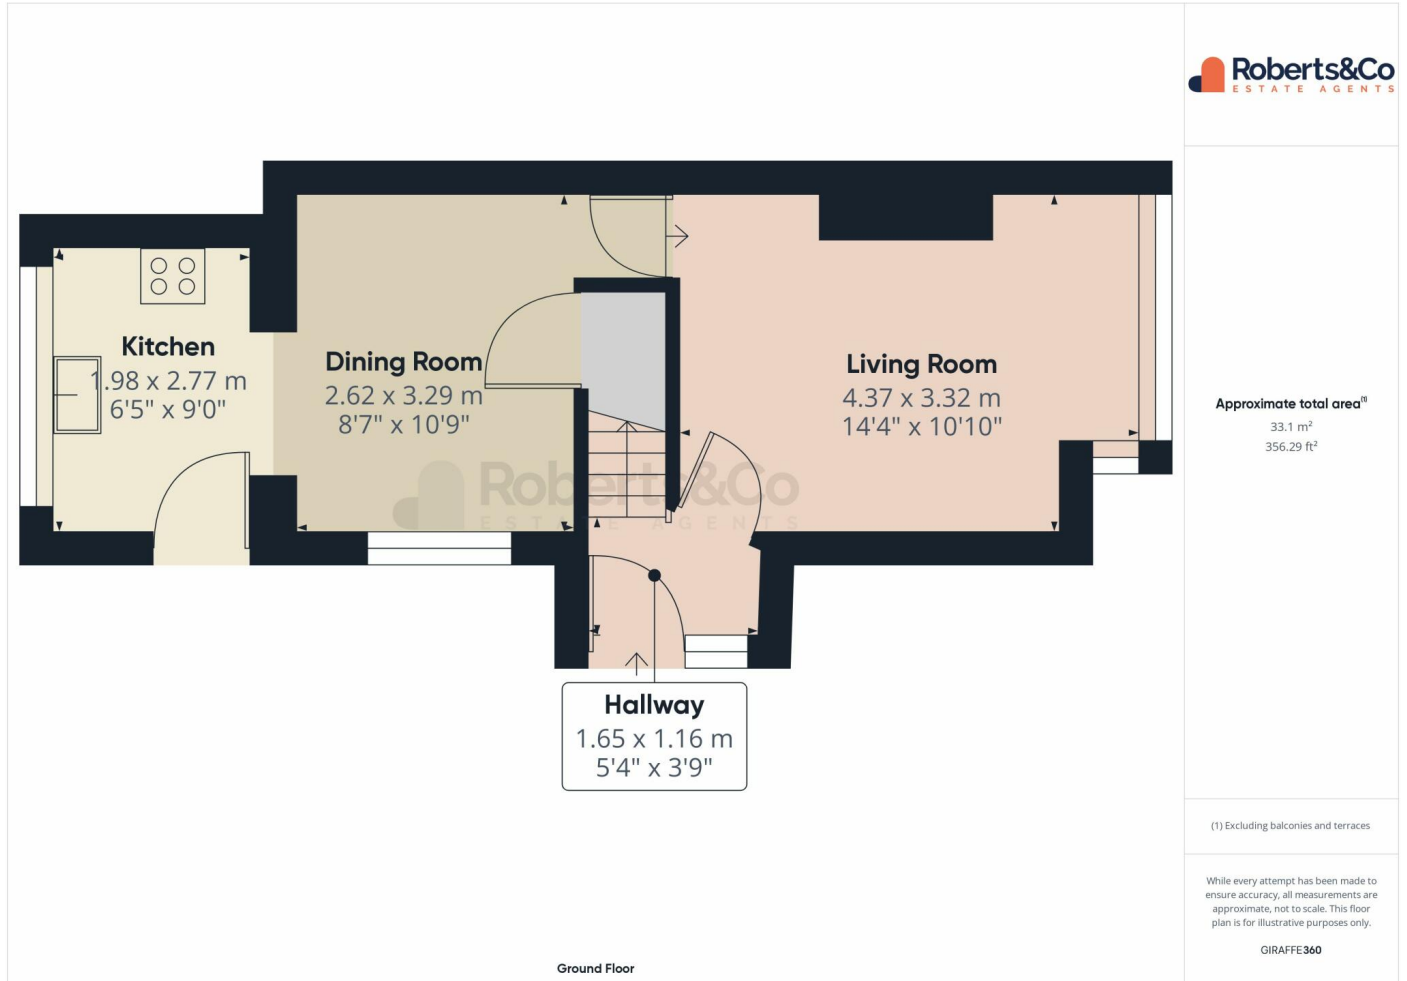 Roberts&Co
ESTATE AGENTS
Kitchen
1.98 x 2.77 m
6'5" x 9'0"
Dining Room
2.62 x 3.29 m
8'7" x 10'9"
Living Room
4.37 x 3.32 m
14'4" x 10'10"
Roberts&Co
ESTATE AGENTS
Hallway
1.65 x 1.16 m
5'4" x 3'9"
Ground Floor
Approximate total area(1)
33.1 m²
356.29 ft²
(1) Excluding balconies and terraces
While every attempt has been made to
ensure accuracy, all measurements are
approximate, not to scale. This floor
plan is for illustrative purposes only.
GIRAFFE360